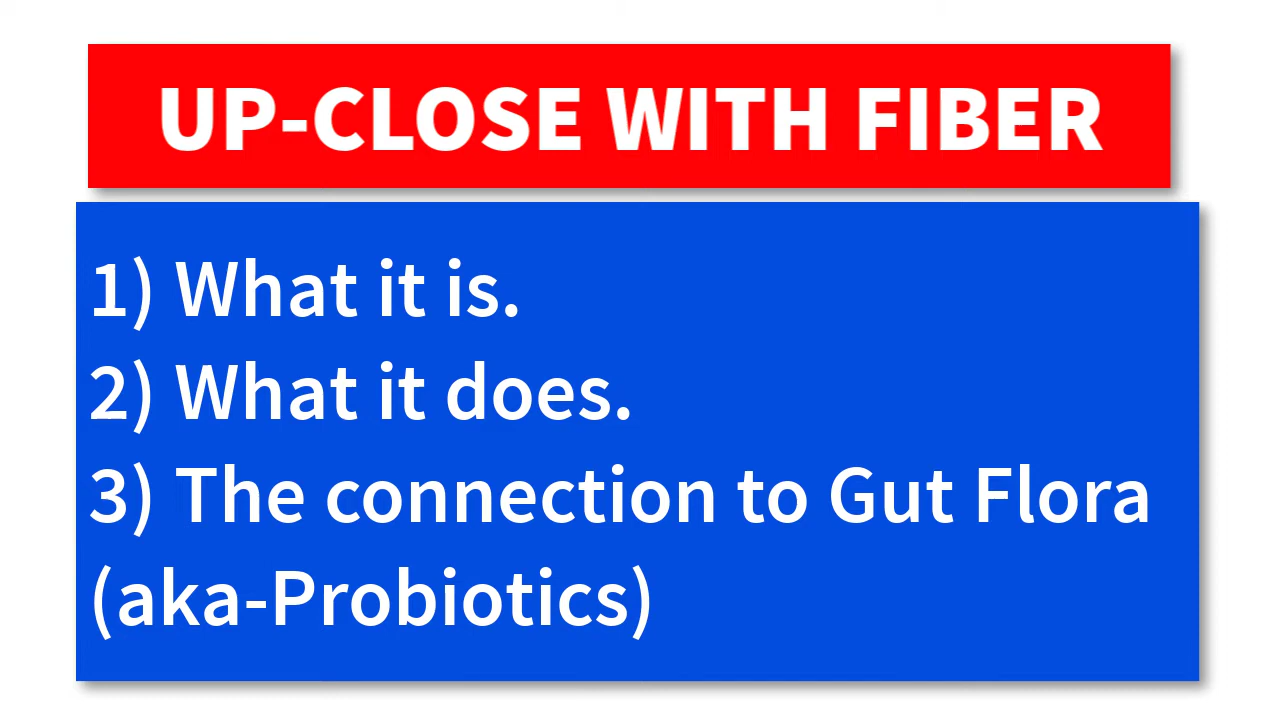 UP-CLOSE WITH FIBER
1) What it is.
2) What it does.
3) The connection to Gut Flora
(aka-Probiotics)